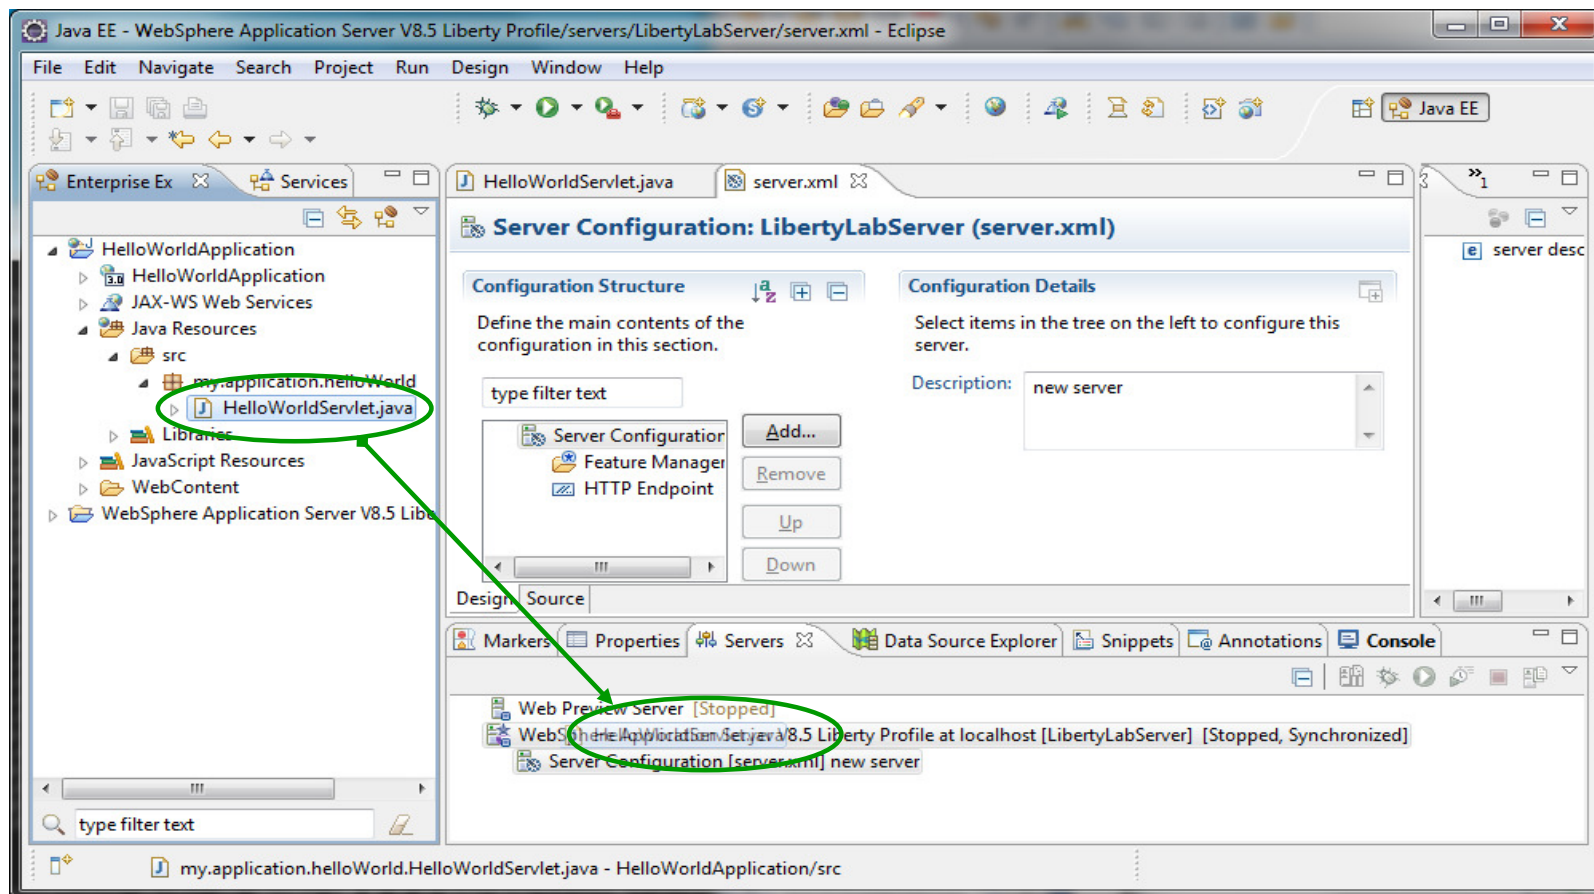 Java EE - WebSphere Application Server V8.5 Liberty Profile/servers/LibertyLabServer/server.xml - Eclipse
File Edit Navigate Search Project Run Design Window Help
Java EE
Enterprise Ex Services
HelloWorldApplication
3.0 HelloWorldApplication
JAX-WS Web Services
Java Resources
src
my.application.helloWorld
HelloWorldServlet.java
Libraries
JavaScript Resources
WebContent
WebSphere Application Server V8.5 Libe
type filter text
HelloWorldServlet.java server.xml
Server Configuration: LibertyLabServer (server.xml)
Configuration Structure
Define the main contents of the
configuration in this section.
type filter text
Server Configuration
Feature Manager
HTTP Endpoint
Add...
Remove
Up
Down
Configuration Details
Select items in the tree on the left to configure this
server.
Description: new server
Design Source
»1
server desc
Markers Properties Servers Data Source Explorer Snippets Annotations Console
Web Preview Server [Stopped]
WebSphere Application Server V8.5 Liberty Profile at localhost [LibertyLabServer] [Stopped, Synchronized]
HelloWorldServlet.java
Server Configuration [server.xml] new server
my.application.helloWorld.HelloWorldServlet.java - HelloWorldApplication/src